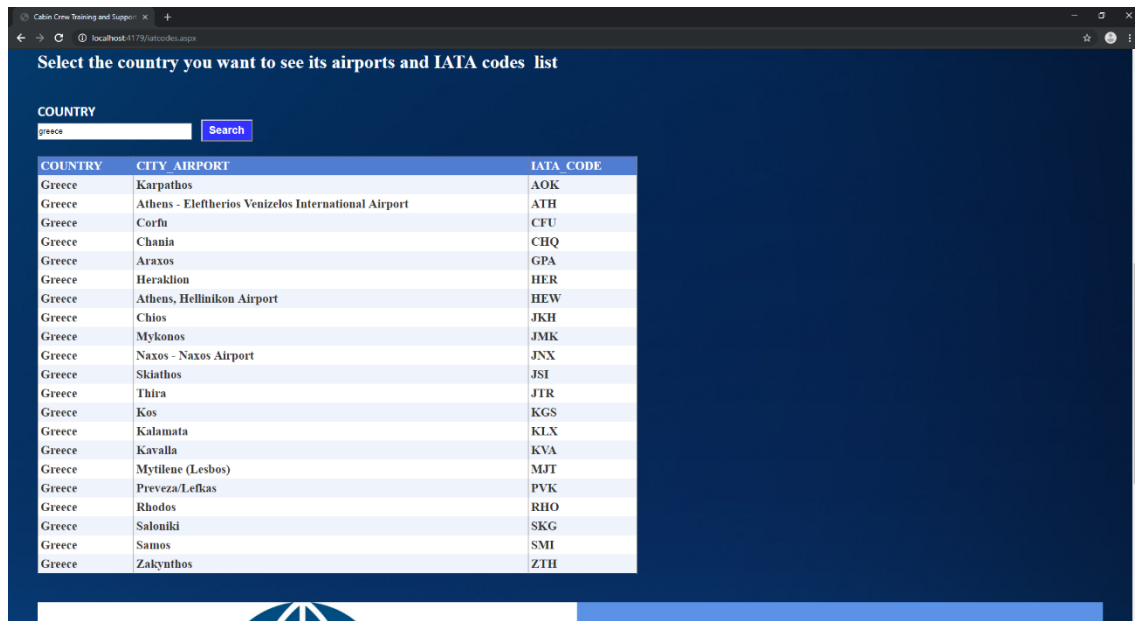 Cabin Crew Training and Support
localhost:4179/iatcodes.aspx
Select the country you want to see its airports and IATA codes list
COUNTRY
greece Search
COUNTRY CITY_AIRPORT IATA_CODE
Greece Karpathos AOK
Greece Athens - Eleftherios Venizelos International Airport ATH
Greece Corfu CFU
Greece Chania CHQ
Greece Araxos GPA
Greece Heraklion HER
Greece Athens, Hellinikon Airport HEW
Greece Chios JKH
Greece Mykonos JMK
Greece Naxos - Naxos Airport JNX
Greece Skiathos JSI
Greece Thira JTR
Greece Kos KGS
Greece Kalamata KLX
Greece Kavalla KVA
Greece Mytilene (Lesbos) MJT
Greece Preveza/Lefkas PVK
Greece Rhodos RHO
Greece Saloniki SKG
Greece Samos SMI
Greece Zakynthos ZTH